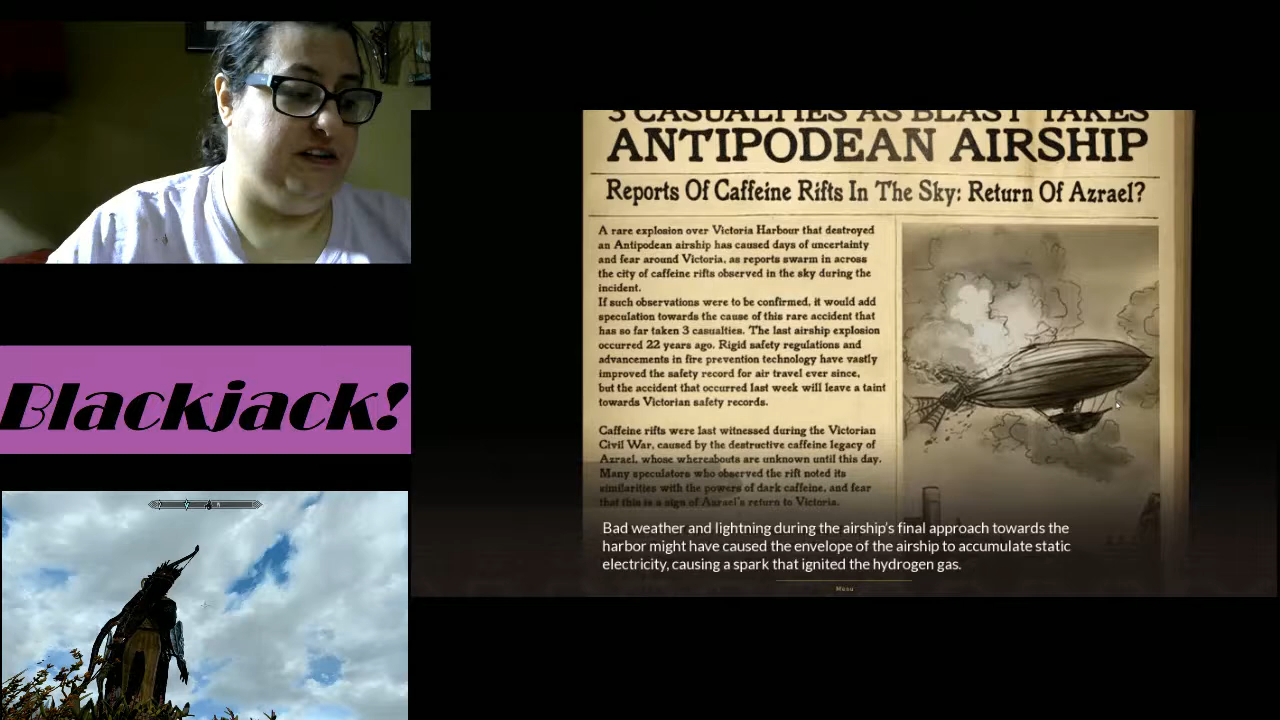 3 CASUALTIES AS BLAST TAKES
ANTIPODEAN AIRSHIP
Reports Of Caffeine Rifts In The Sky: Return Of Azrael?
A rare explosion over Victoria Harbour that destroyed
an Antipodean airship has caused days of uncertainty
and fear around Victoria, as reports swarm in across
the city of caffeine rifts observed in the sky during the
incident.
If such observations were to be confirmed, it would add
speculation towards the cause of this rare accident that
has so far taken 3 casualties. The last airship explosion
occurred 22 years ago. Rigid safety regulations and
advancements in fire prevention technology have vastly
improved the safety record for air travel ever since,
but the accident that occurred last week will leave a taint
towards Victorian safety records.
Caffeine rifts were last witnessed during the Victorian
Civil War, caused by the destructive caffeine legacy of
Azrael, whose whereabouts are unknown until this day.
Many speculators who observed the rift noted its
similarities with the powers of dark caffeine, and fear
that this is a sign of Azrael's return to Victoria.
Bad weather and lightning during the airship's final approach towards the
harbor might have caused the envelope of the airship to accumulate static
electricity, causing a spark that ignited the hydrogen gas.
Menu
Blackjack!